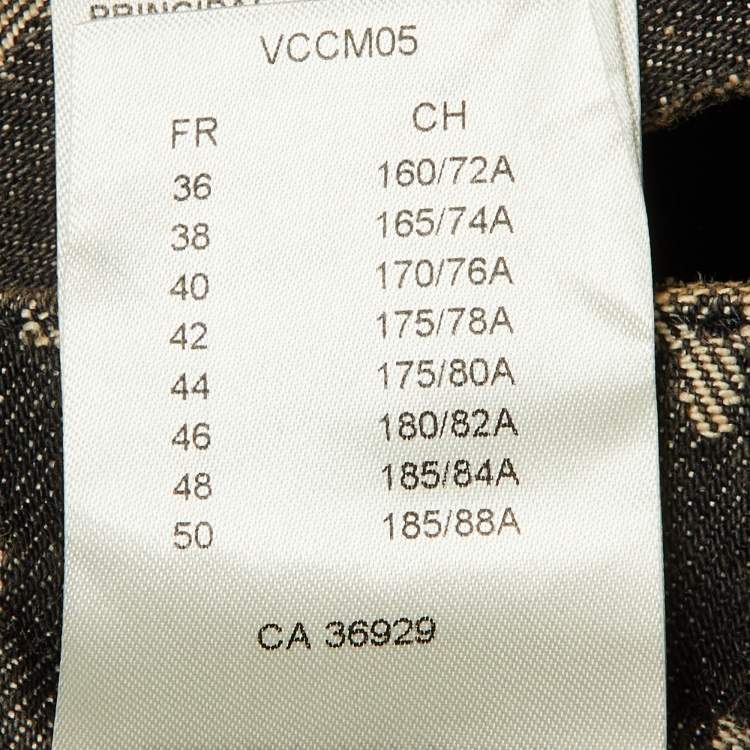 VCCM05
FR CH
36 160/72A
38 165/74A
40 170/76A
42 175/78A
44 175/80A
46 180/82A
48 185/84A
50 185/88A
CA 36929